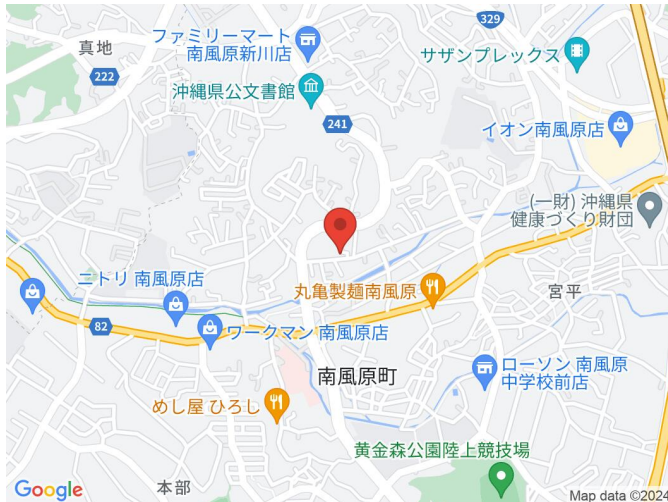 真地
ファミリーマート
南風原新川店
329
サザンプレックス
222
沖縄県公文書館
241
イオン南風原店
(一財) 沖縄県
健康づくり財団
ニトリ 南風原店
丸亀製麺南風原
宮平
82
ワークマン 南風原店
南風原町
ローソン 南風原
中学校前店
めし屋 ひろし
黄金森公園陸上競技場
本部
Google
Map data ©2024